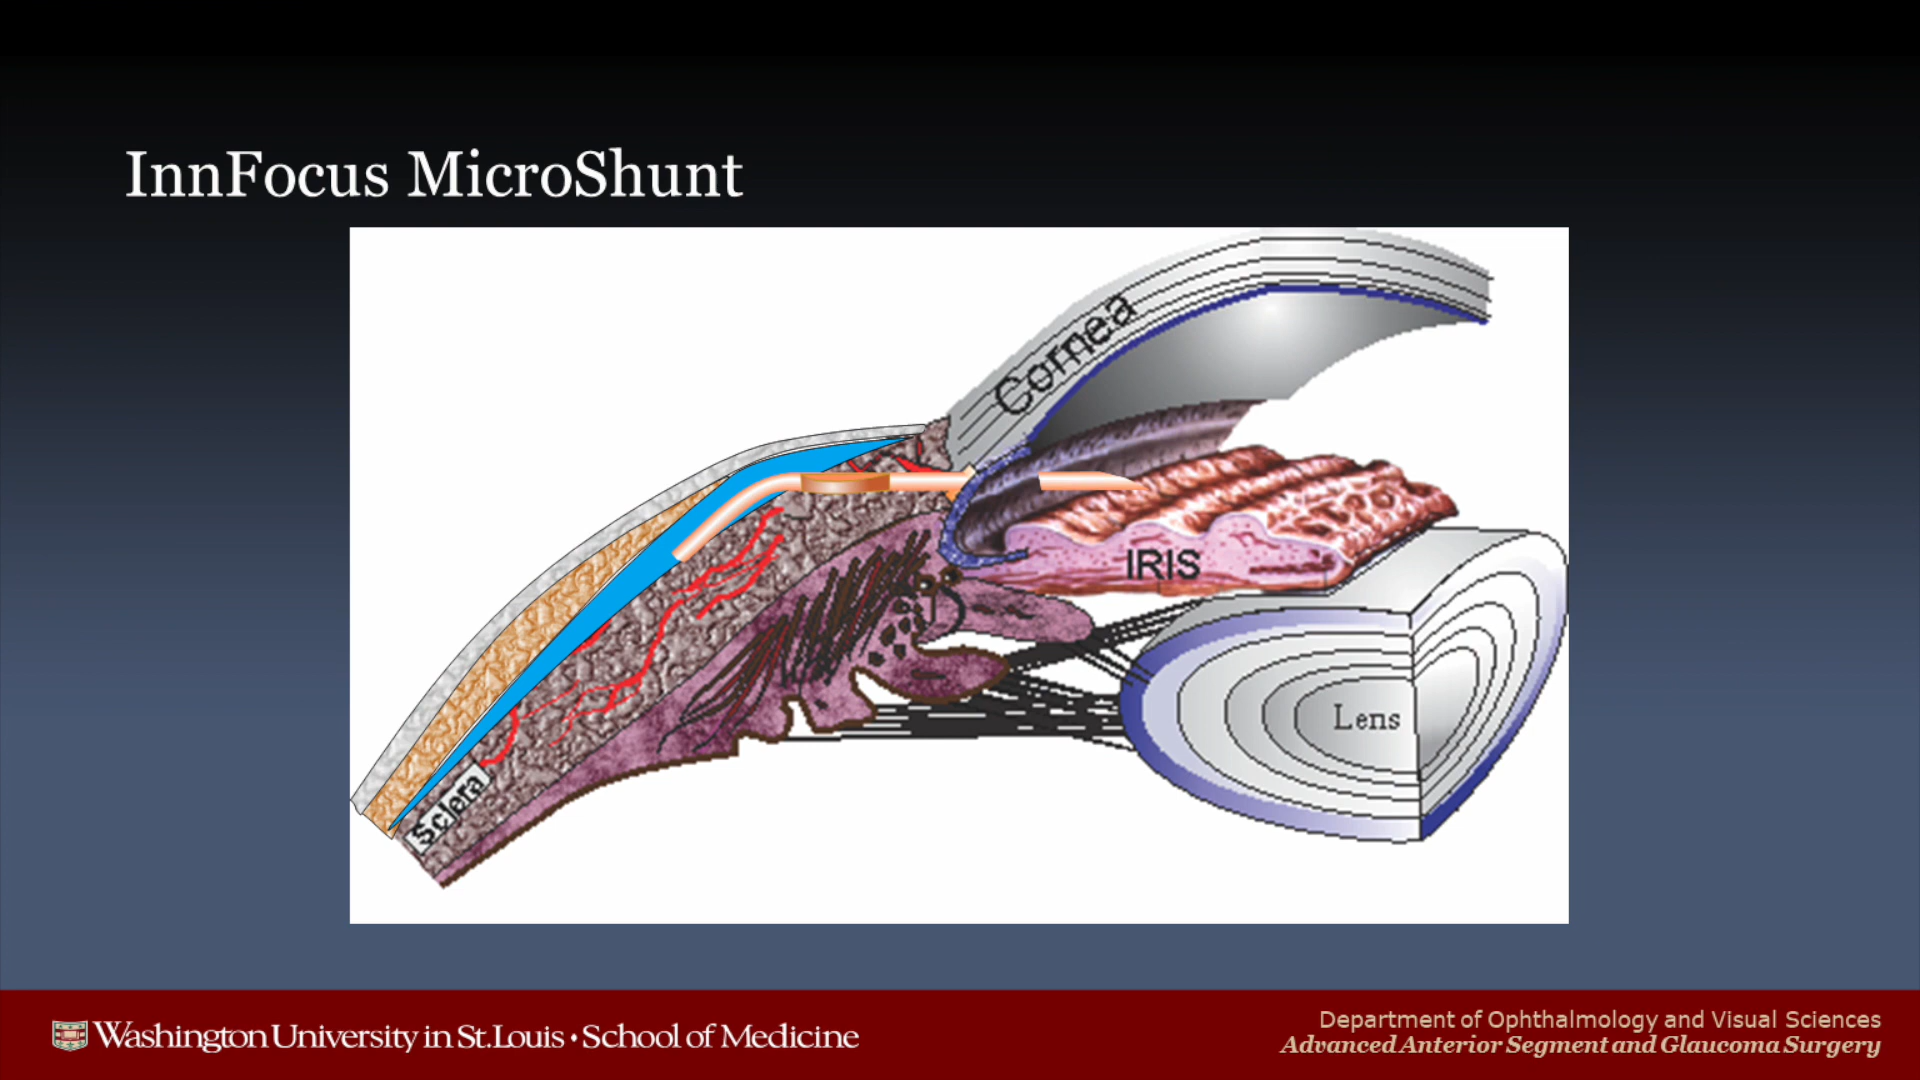 InnFocus MicroShunt
Cornea
IRIS
Lens
Sclera
Washington University in St.Louis • School of Medicine
Department of Ophthalmology and Visual Sciences
Advanced Anterior Segment and Glaucoma Surgery